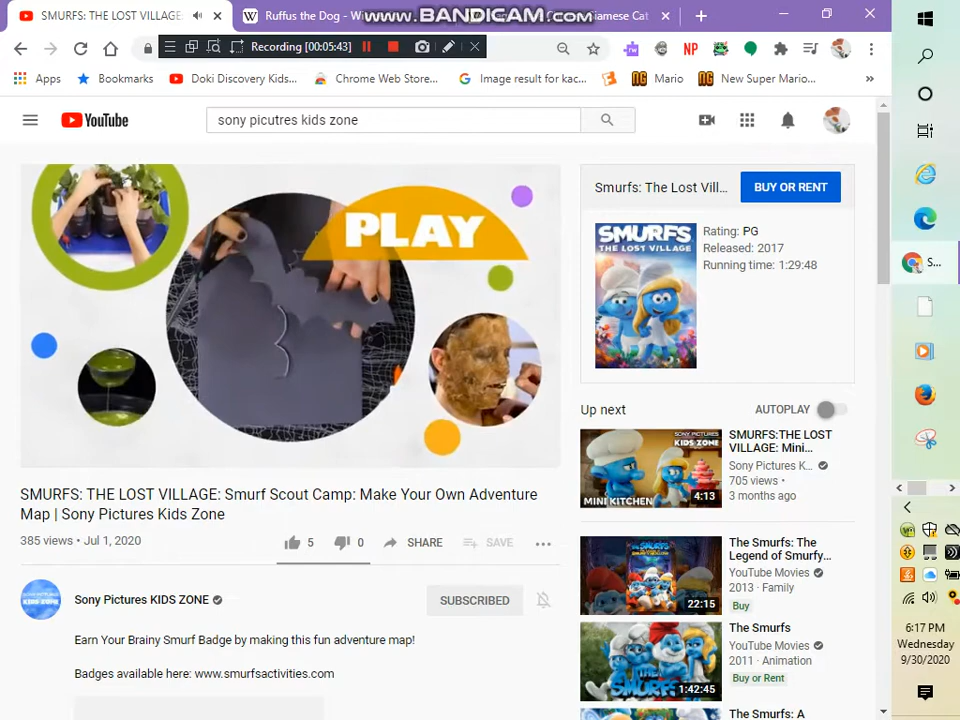 SMURFS: THE LOST VILLAGE:
Ruffus the Dog - Wi
www.BANDICAM.com
Siamese Cat
Recording [00:05:43]
Apps
Bookmarks
Doki Discovery Kids...
Chrome Web Store...
Image result for kac...
Mario
New Super Mario...
YouTube
sony picutres kids zone
PLAY
Smurfs: The Lost Vill...
BUY OR RENT
SMURFS
THE LOST VILLAGE
Rating: PG
Released: 2017
Running time: 1:29:48
Up next
AUTOPLAY
SONY PICTURES
KIDS ZONE
MINI KITCHEN
4:13
SMURFS:THE LOST
VILLAGE: Mini...
Sony Pictures K...
705 views •
3 months ago
SMURFS: THE LOST VILLAGE: Smurf Scout Camp: Make Your Own Adventure
Map | Sony Pictures Kids Zone
385 views • Jul 1, 2020
5
0
SHARE
SAVE
22:15
The Smurfs: The
Legend of Smurfy...
YouTube Movies
2013 · Family
Buy
Sony Pictures KIDS ZONE
SUBSCRIBED
Earn Your Brainy Smurf Badge by making this fun adventure map!
Badges available here: www.smurfsactivities.com
THE SMURFS
1:42:45
The Smurfs
YouTube Movies
2011 · Animation
Buy or Rent
The Smurfs: A
S...
6:17 PM
Wednesday
9/30/2020